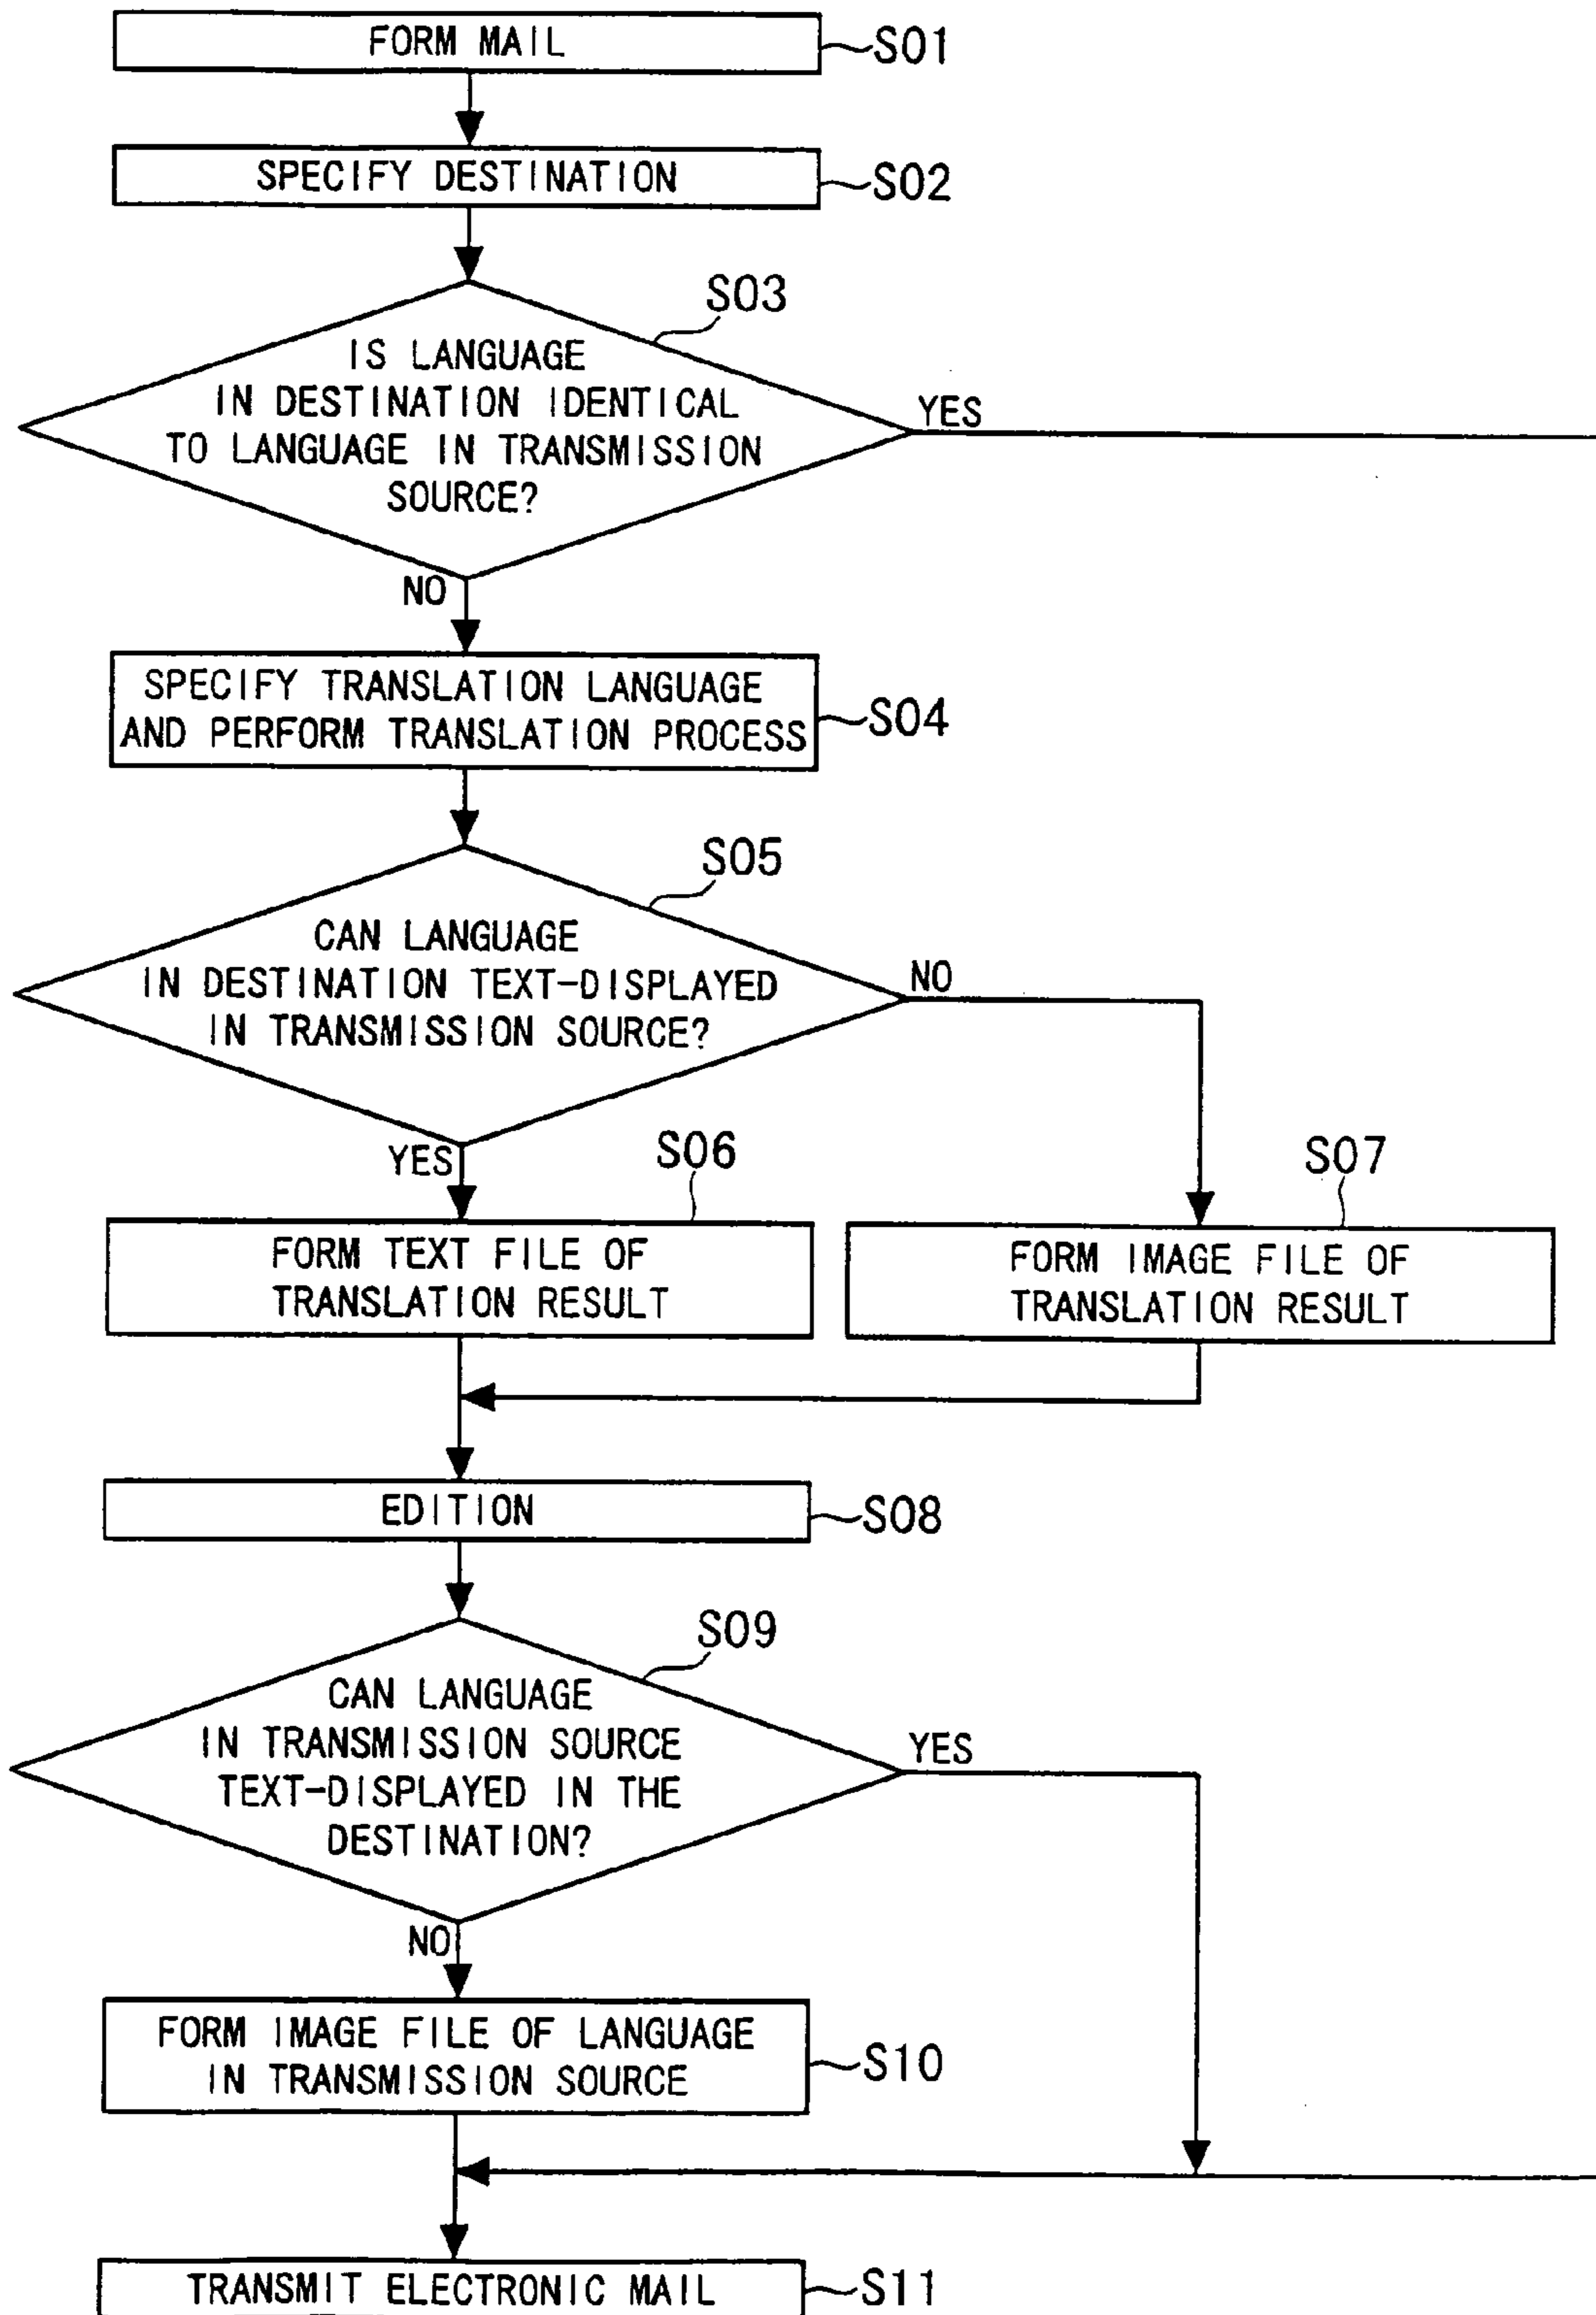 FORM MAIL
S01
SPECIFY DESTINATION
S02
S03
IS LANGUAGE
IN DESTINATION IDENTICAL
TO LANGUAGE IN TRANSMISSION
SOURCE?
YES
NO
SPECIFY TRANSLATION LANGUAGE
AND PERFORM TRANSLATION PROCESS
S04
S05
CAN LANGUAGE
IN DESTINATION TEXT-DISPLAYED
IN TRANSMISSION SOURCE?
NO
YES
S06
S07
FORM TEXT FILE OF
TRANSLATION RESULT
FORM IMAGE FILE OF
TRANSLATION RESULT
EDITION
S08
S09
CAN LANGUAGE
IN TRANSMISSION SOURCE
TEXT-DISPLAYED IN THE
DESTINATION?
YES
NO
FORM IMAGE FILE OF LANGUAGE
IN TRANSMISSION SOURCE
S10
TRANSMIT ELECTRONIC MAIL
S11